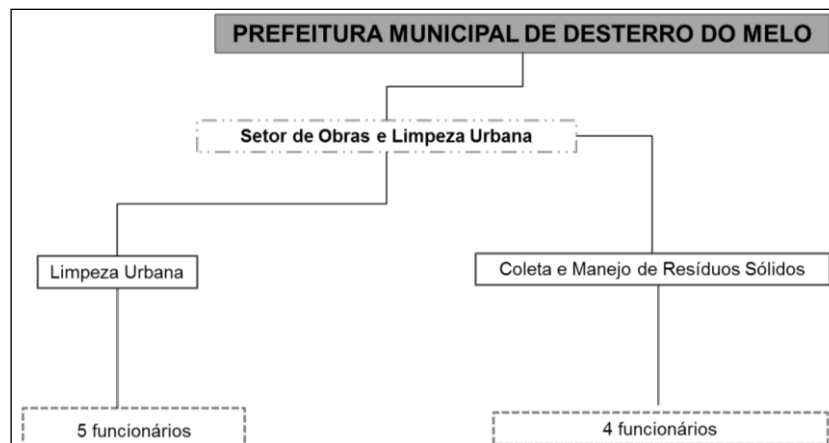 PREFEITURA MUNICIPAL DE DESTERRO DO MELO
Setor de Obras e Limpeza Urbana
Limpeza Urbana
Coleta e Manejo de Resíduos Sólidos
5 funcionários
4 funcionários